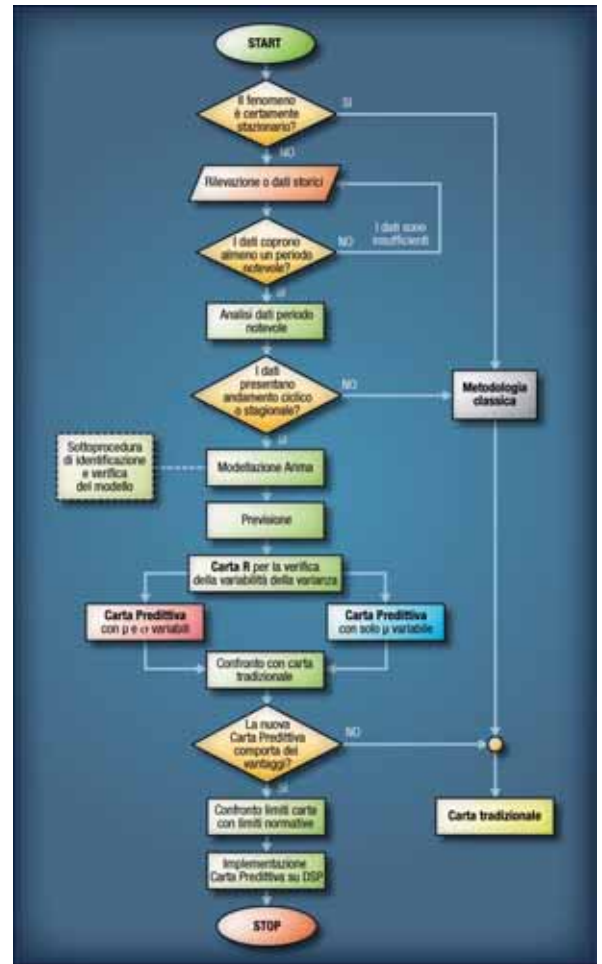 START
Il fenomeno
è certamente
stazionario?
SI
NO
Rilevazione o dati storici
I dati coprono
almeno un periodo
notevole?
NO
I dati sono
insufficienti
SI
Analisi dati periodo
notevole
I dati
presentano
andamento ciclico
o stagionale?
NO
Metodologia
classica
SI
Sottoprocedura
di identificazione
e verifica
del modello
Modellazione Arima
Previsione
Carta R per la verifica
della variabilità della varianza
Carta Predittiva
con μ e σ variabili
Carta Predittiva
con solo μ variabile
Confronto con carta
tradizionale
La nuova
Carta Predittiva
comporta dei
vantaggi?
NO
SI
Confronto limiti carta
con limiti normative
Carta tradizionale
Implementazione
Carta Predittiva su DSP
STOP